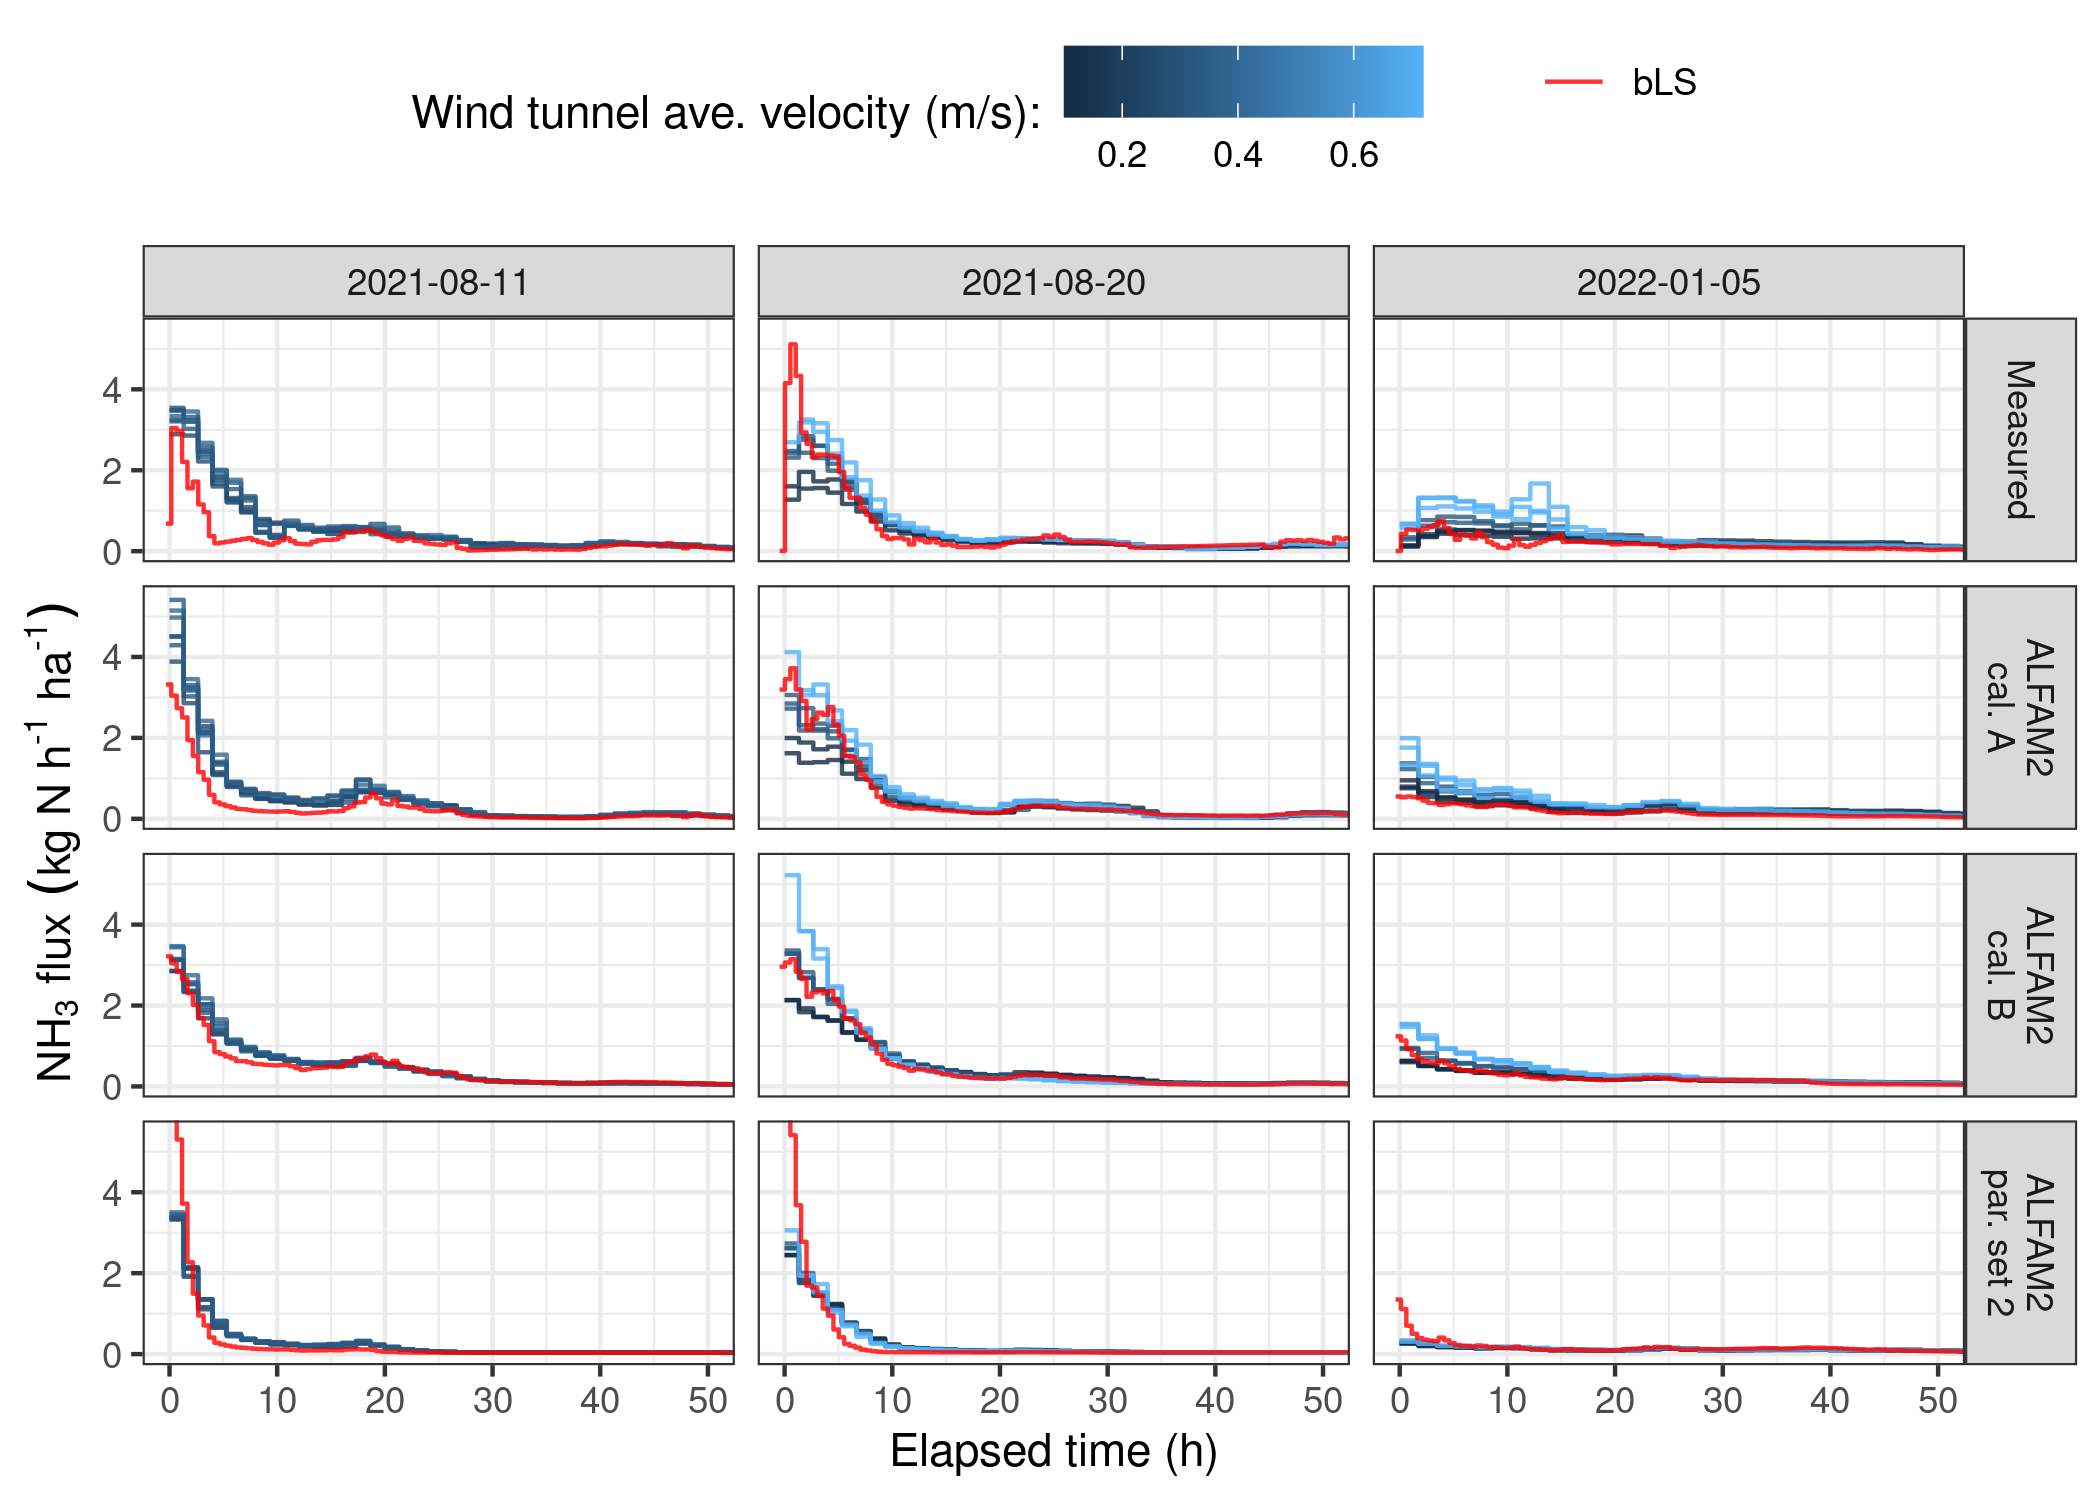 Wind tunnel ave. velocity (m/s):
0.2 0.4 0.6
bLS
2021-08-11 2021-08-20 2022-01-05
NH₃ flux (kg N h⁻¹ ha⁻¹)
4
2
0
Measured
4
2
0
ALFAM2
cal. A
4
2
0
ALFAM2
cal. B
4
2
0
ALFAM2
par. set 2
0 10 20 30 40 50 0 10 20 30 40 50 0 10 20 30 40 50
Elapsed time (h)